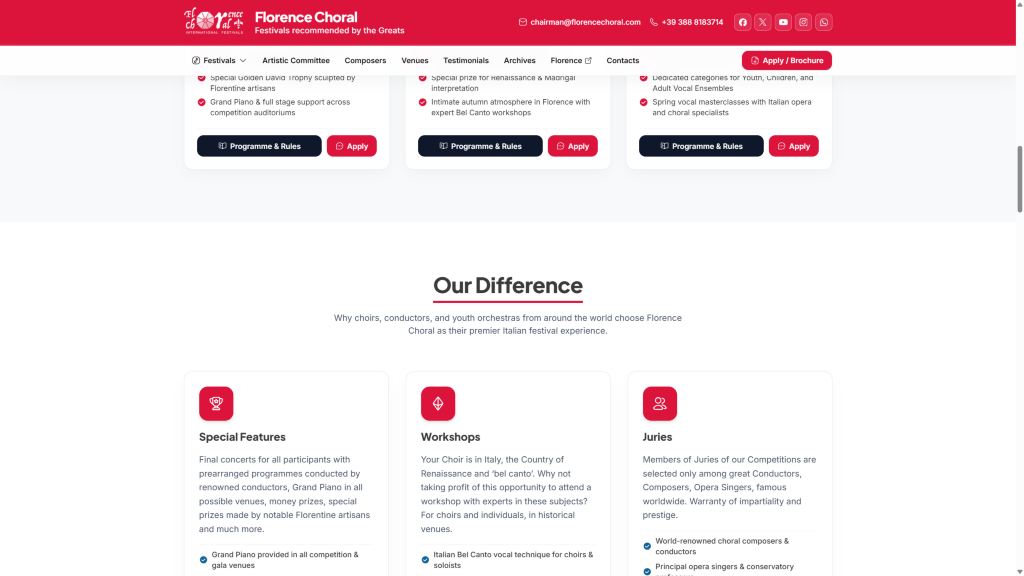 El ch Florence Choral
INTERNATIONAL FESTIVALS
Florence Choral
Festivals recommended by the Greats
chairman@florencechoral.com
+39 388 8183714
Festivals
Artistic Committee
Composers
Venues
Testimonials
Archives
Florence
Contacts
Apply / Brochure
Special Golden David Trophy sculpted by
Florentine artisans
Grand Piano & full stage support across
competition auditoriums
Programme & Rules
Apply
Special prize for Renaissance & Madrigal
interpretation
Intimate autumn atmosphere in Florence with
expert Bel Canto workshops
Programme & Rules
Apply
Dedicated categories for Youth, Children, and
Adult Vocal Ensembles
Spring vocal masterclasses with Italian opera
and choral specialists
Programme & Rules
Apply
Our Difference
Why choirs, conductors, and youth orchestras from around the world choose Florence
Choral as their premier Italian festival experience.
Special Features
Final concerts for all participants with
prearranged programmes conducted by
renowned conductors, Grand Piano in all
possible venues, money prizes, special
prizes made by notable Florentine artisans
and much more.
Grand Piano provided in all competition &
gala venues
Workshops
Your Choir is in Italy, the Country of
Renaissance and ‘bel canto’. Why not
taking profit of this opportunity to attend a
workshop with experts in these subjects?
For choirs and individuals, in historical
venues.
Italian Bel Canto vocal technique for choirs &
soloists
Juries
Members of Juries of our Competitions are
selected only among great Conductors,
Composers, Opera Singers, famous
worldwide. Warranty of impartiality and
prestige.
World-renowned choral composers &
conductors
Principal opera singers & conservatory